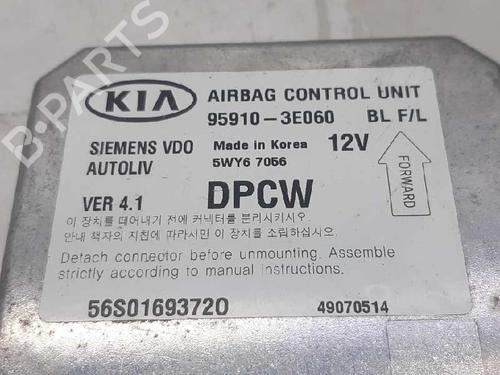 B-PARTS
KIA AIRBAG CONTROL UNIT
95910-3E060 BL F/L
SIEMENS VDO Made in Korea 12V
AUTOLIV 5WY6 7056
FORWARD
VER 4.1 DPCW
이 장치를 떼어내기 전에 커넥터를 분리시키시오.
안내 책자의 지침에 따라서만 이 장치를 조립하십시오.
Detach connector before unmounting. Assemble
strictly according to manual instructions.
56S01693720 49070514